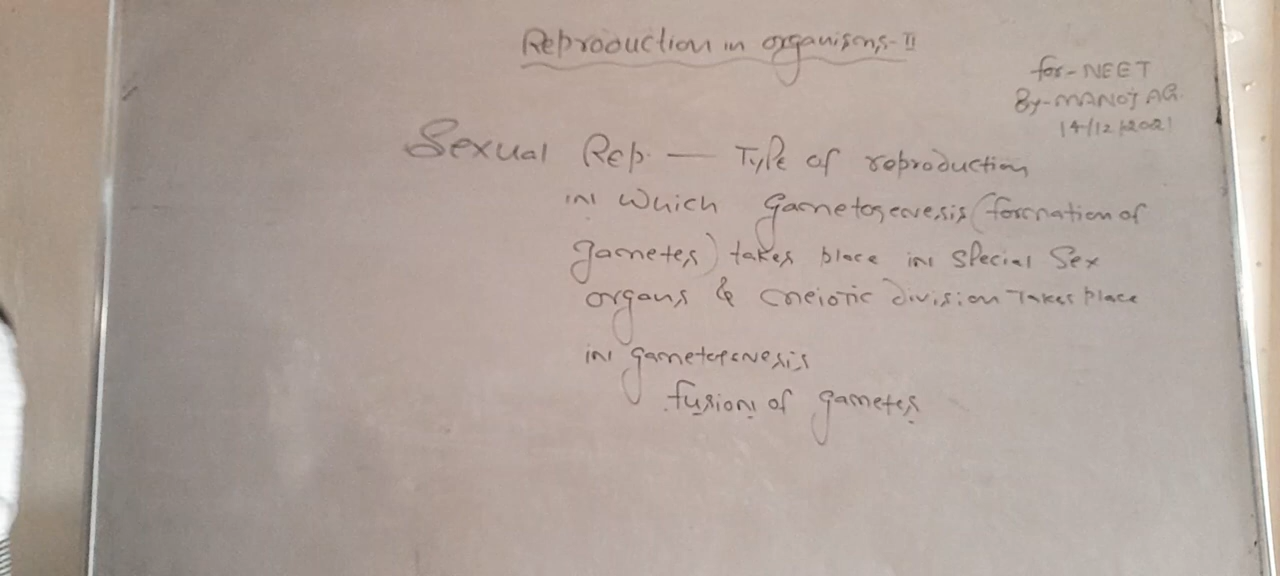 Reproduction in organisms-II
for-NEET
By-MANOJ AG.
14/12/2021
Sexual Rep. — Type of reproduction
in which gametogenesis (formation of
gametes) takes place in special sex
organs & meiotic division takes place
in gametogenesis
fusion of gametes